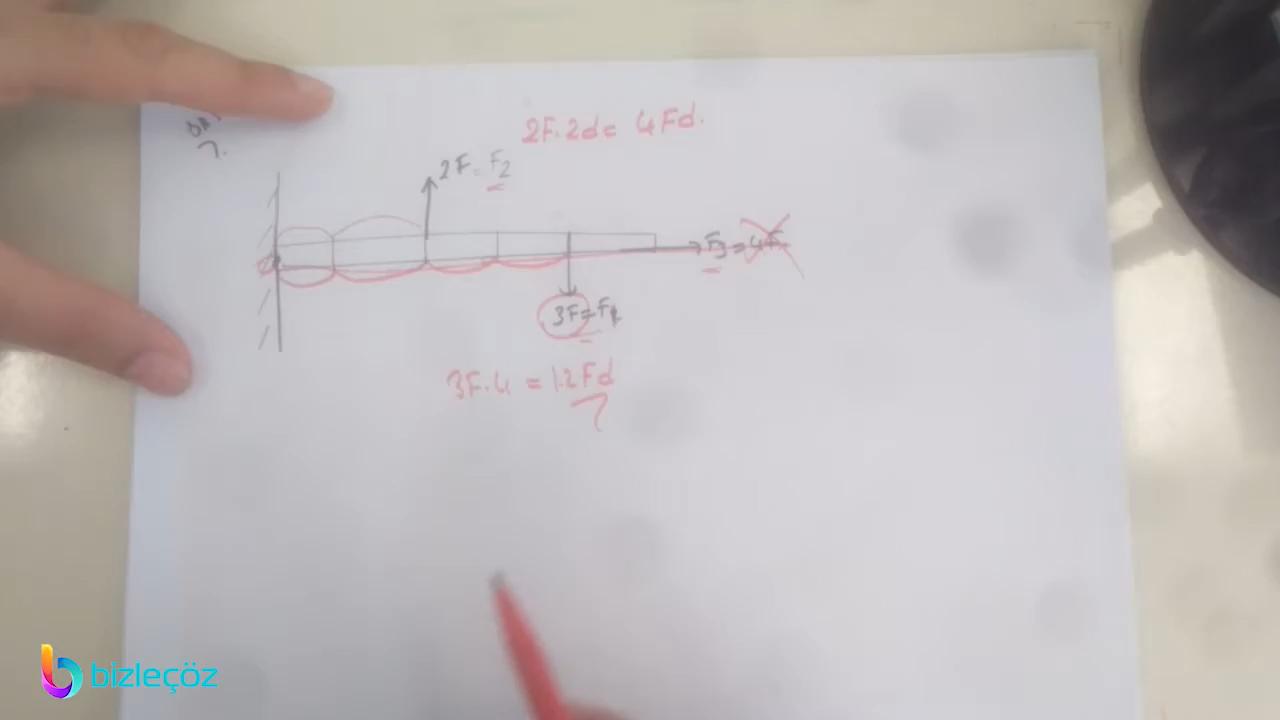 2F.2d= 4Fd.
7.
2F = F2
F3 = 4F
3F = F1
3F.4 = 12Fd
bizleçöz